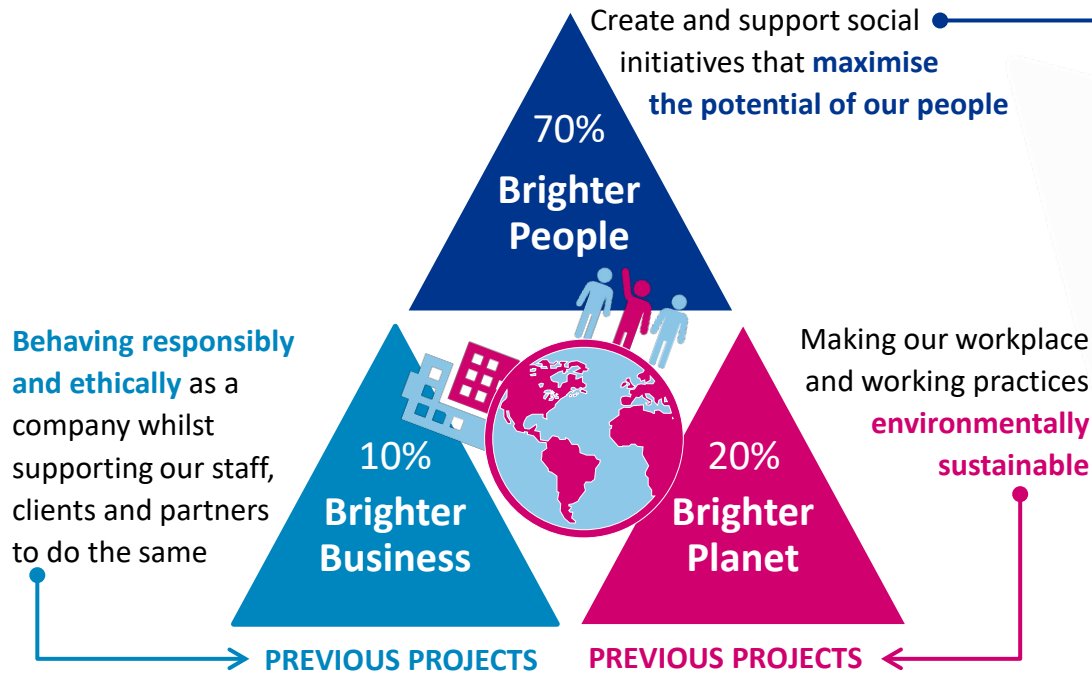 Create and support social
initiatives that maximise
the potential of our people
70%
Brighter
People
Behaving responsibly
and ethically as a
company whilst
supporting our staff,
clients and partners
to do the same
10%
Brighter
Business
20%
Brighter
Planet
Making our workplace
and working practices
environmentally
sustainable
PREVIOUS PROJECTS
PREVIOUS PROJECTS